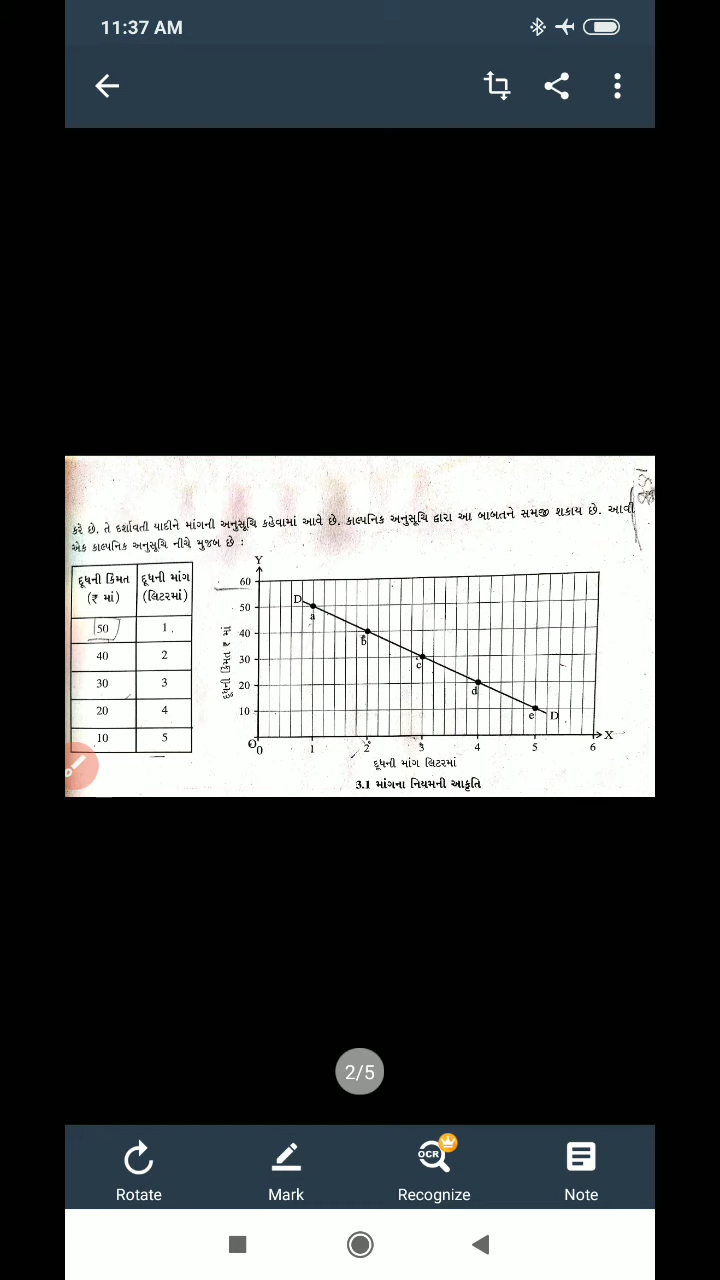 11:37 AM
કરે છે. તે દર્શાવતી યાદીને માંગની અનુસૂચિ કહેવામાં આવે છે. કાલ્પનિક અનુસૂચિ દ્વારા આ બાબતને સમજી શકાય છે. આવી
એક કાલ્પનિક અનુસૂચિ નીચે મુજબ છે :
દૂધની કિંમત દૂધની માંગ
(₹ માં) (લિટરમાં)
50 1
40 2
30 3
20 4
10 5
Y
60
50
40
30
20
10
દૂધની કિંમત ₹ માં
D
a
b
c
d
e D
O
0 1 2 3 4 5 6
X
દૂધની માંગ લિટરમાં
3.1 માંગના નિયમની આકૃતિ
2/5
OCR
Rotate Mark Recognize Note